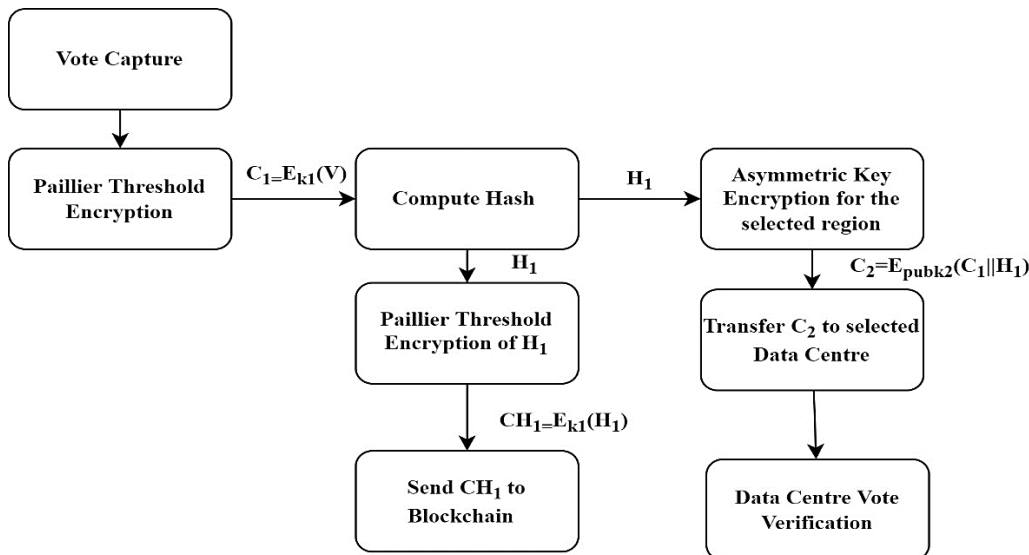 Vote Capture
Paillier Threshold
Encryption
C₁₌Eₖ₁(V)
Compute Hash
H₁
Asymmetric Key
Encryption for the
selected region
H₁
C₂=Epubk2(C₁||H₁)
Paillier Threshold
Encryption of H₁
Transfer C₂ to selected
Data Centre
CH₁₌Eₖ₁(H₁)
Send CH₁ to
Blockchain
Data Centre Vote
Verification